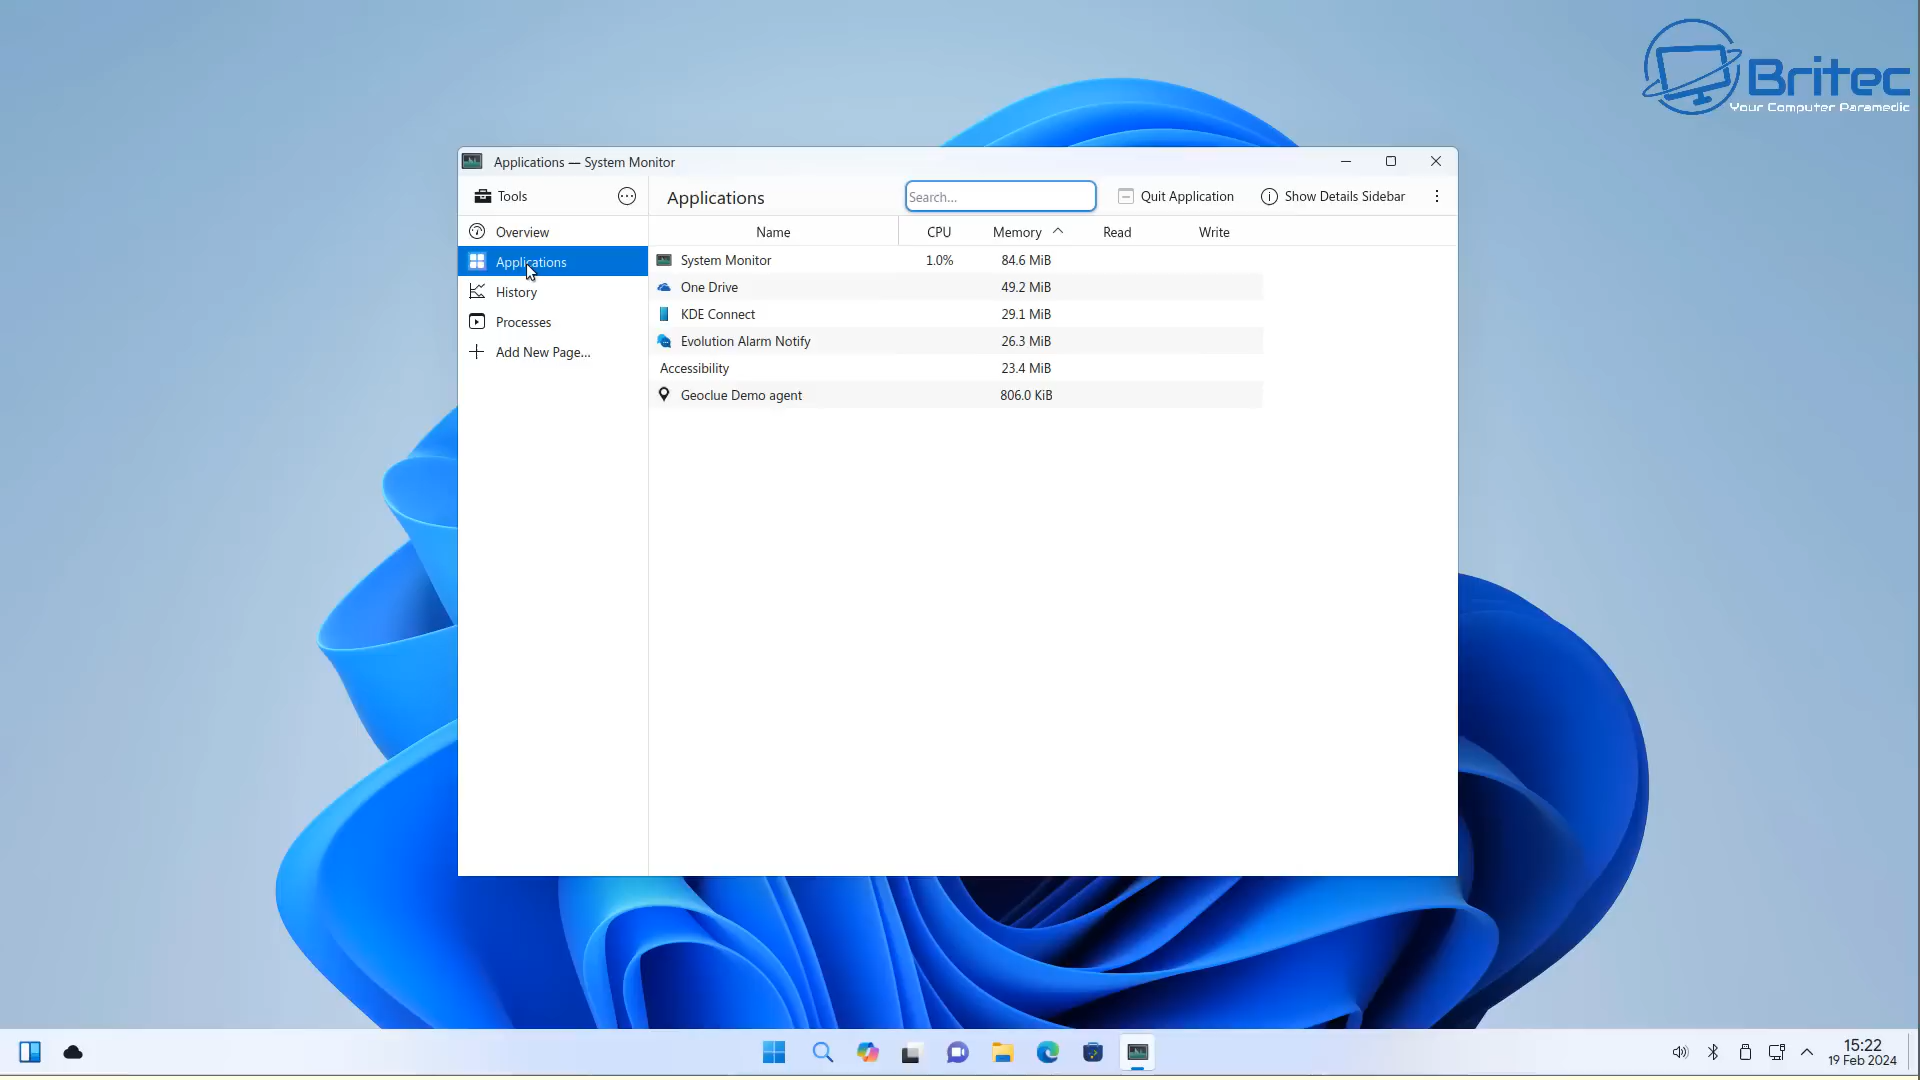 Britec
Your Computer Paramedic
Applications — System Monitor
Tools
Applications
Search...
Quit Application
Show Details Sidebar
Overview
Applications
History
Processes
Add New Page...
Name CPU Memory Read Write
System Monitor 1.0% 84.6 MiB
One Drive 49.2 MiB
KDE Connect 29.1 MiB
Evolution Alarm Notify 26.3 MiB
Accessibility 23.4 MiB
Geoclue Demo agent 806.0 KiB
15:22
19 Feb 2024